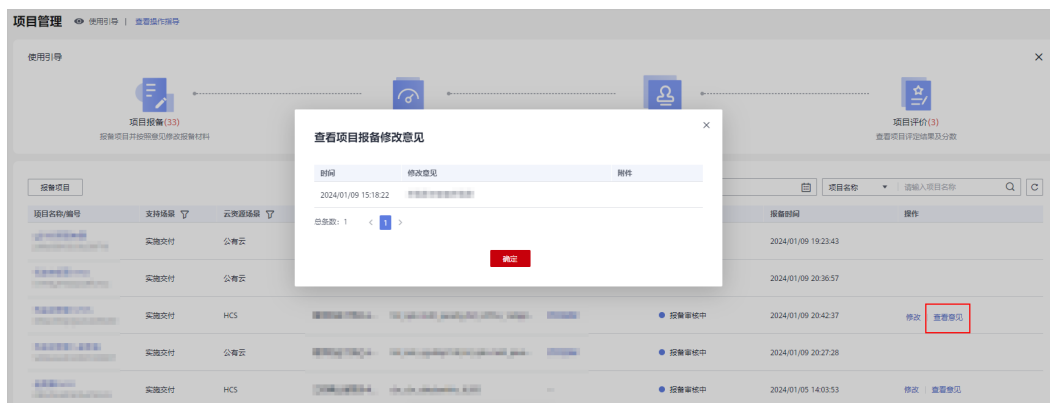 项目管理 使用引导 | 查看操作指导
使用引导
项目报备(33)
报备项目并按照意见修改报备材料
项目评价(3)
查看项目评定结果及分数
查看项目报备修改意见
时间 修改意见 附件
2024/01/09 15:18:22
总条数: 1 < 1 >
确定
报备项目 项目名称 请输入项目名称
项目名称/编号 支持场景 云资源场景 报备时间 操作
实施交付 公有云 2024/01/09 19:23:43
实施交付 公有云 2024/01/09 20:36:57
实施交付 HCS 报备审核中 2024/01/09 20:42:37 修改 查看意见
实施交付 公有云 报备审核中 2024/01/09 20:27:28
实施交付 HCS 报备审核中 2024/01/05 14:03:53 修改 | 查看意见